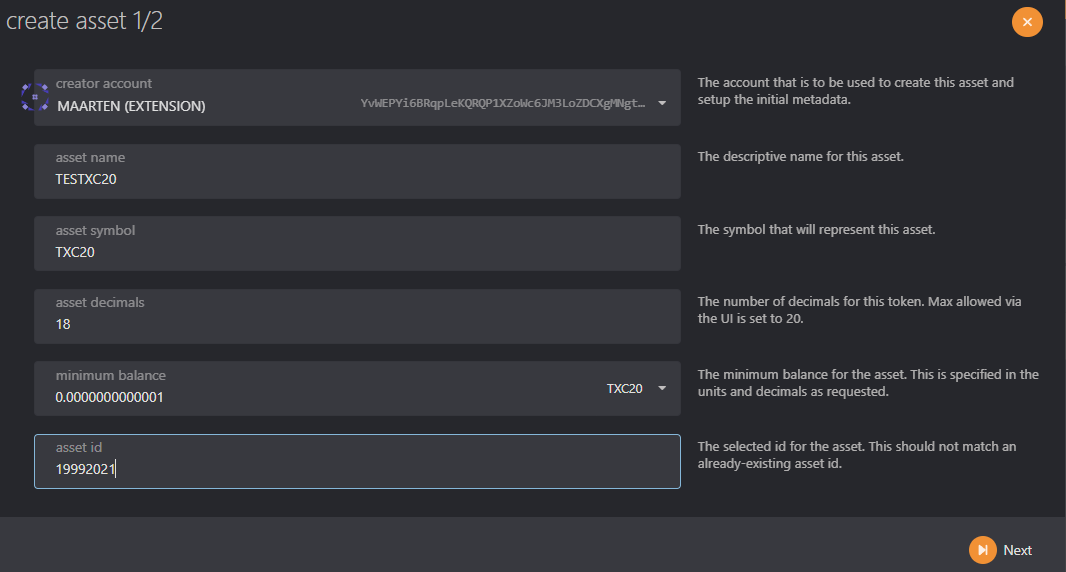 create asset 1/2
creator account
MAARTEN (EXTENSION)
YvWEPYi6BRqpLeKQRQP1XZoWc6JM3LoZDCXgMNgt…
The account that is to be used to create this asset and
setup the initial metadata.
asset name
TESTXC20
The descriptive name for this asset.
asset symbol
TXC20
The symbol that will represent this asset.
asset decimals
18
The number of decimals for this token. Max allowed via
the UI is set to 20.
minimum balance
0.0000000000001
TXC20
The minimum balance for the asset. This is specified in the
units and decimals as requested.
asset id
19992021
The selected id for the asset. This should not match an
already-existing asset id.
Next